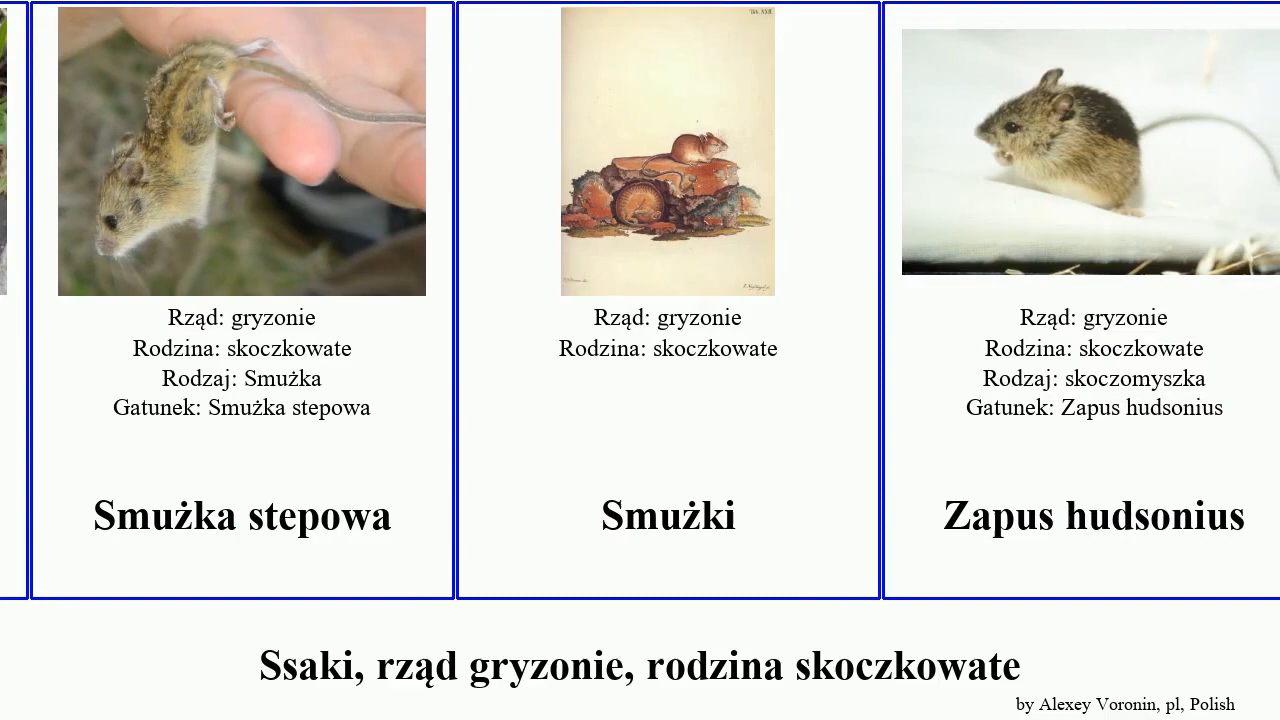 Rząd: gryzonie
Rodzina: skoczkowate
Rodzaj: Smużka
Gatunek: Smużka stepowa
Smużka stepowa
Rząd: gryzonie
Rodzina: skoczkowate
Smużki
Rząd: gryzonie
Rodzina: skoczkowate
Rodzaj: skoczomyszka
Gatunek: Zapus hudsonius
Zapus hudsonius
Ssaki, rząd gryzonie, rodzina skoczkowate
by Alexey Voronin, pl, Polish